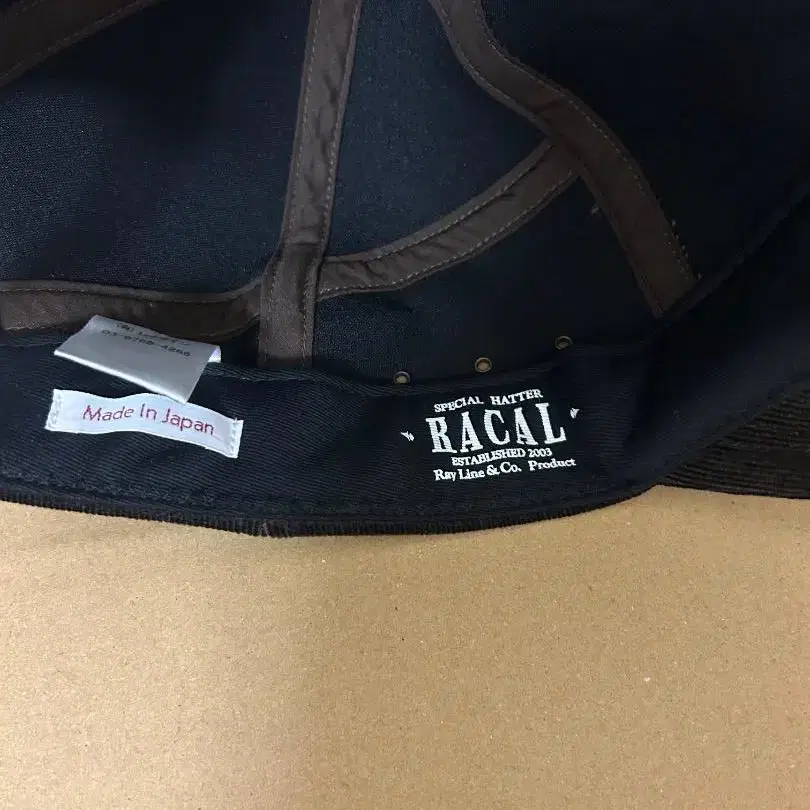 Made In Japan
SPECIAL HATTER
RACAL
ESTABLISHED 2003
Ray Line & Co. Product